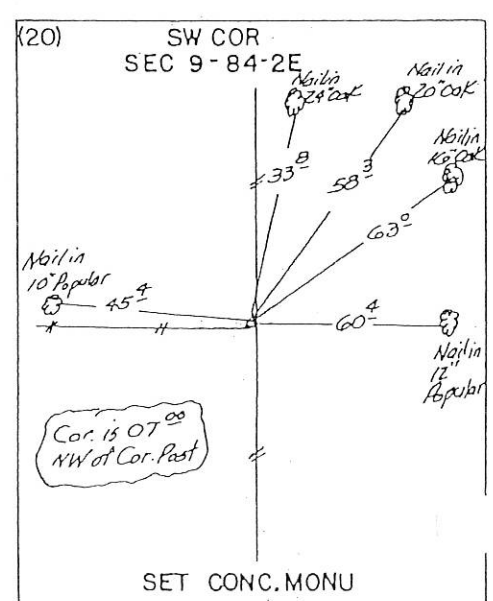 (20)
SW COR
SEC 9-84-2E
Nail in
24" Oak
Nail in
20" Oak
Nail in
16" Oak
33 8
58 3
63 0
Nail in
10" Popular
45 4
60 4
Nail in
12"
Popular
Cor. is 07 00
NW of Cor. Post
SET CONC. MONU